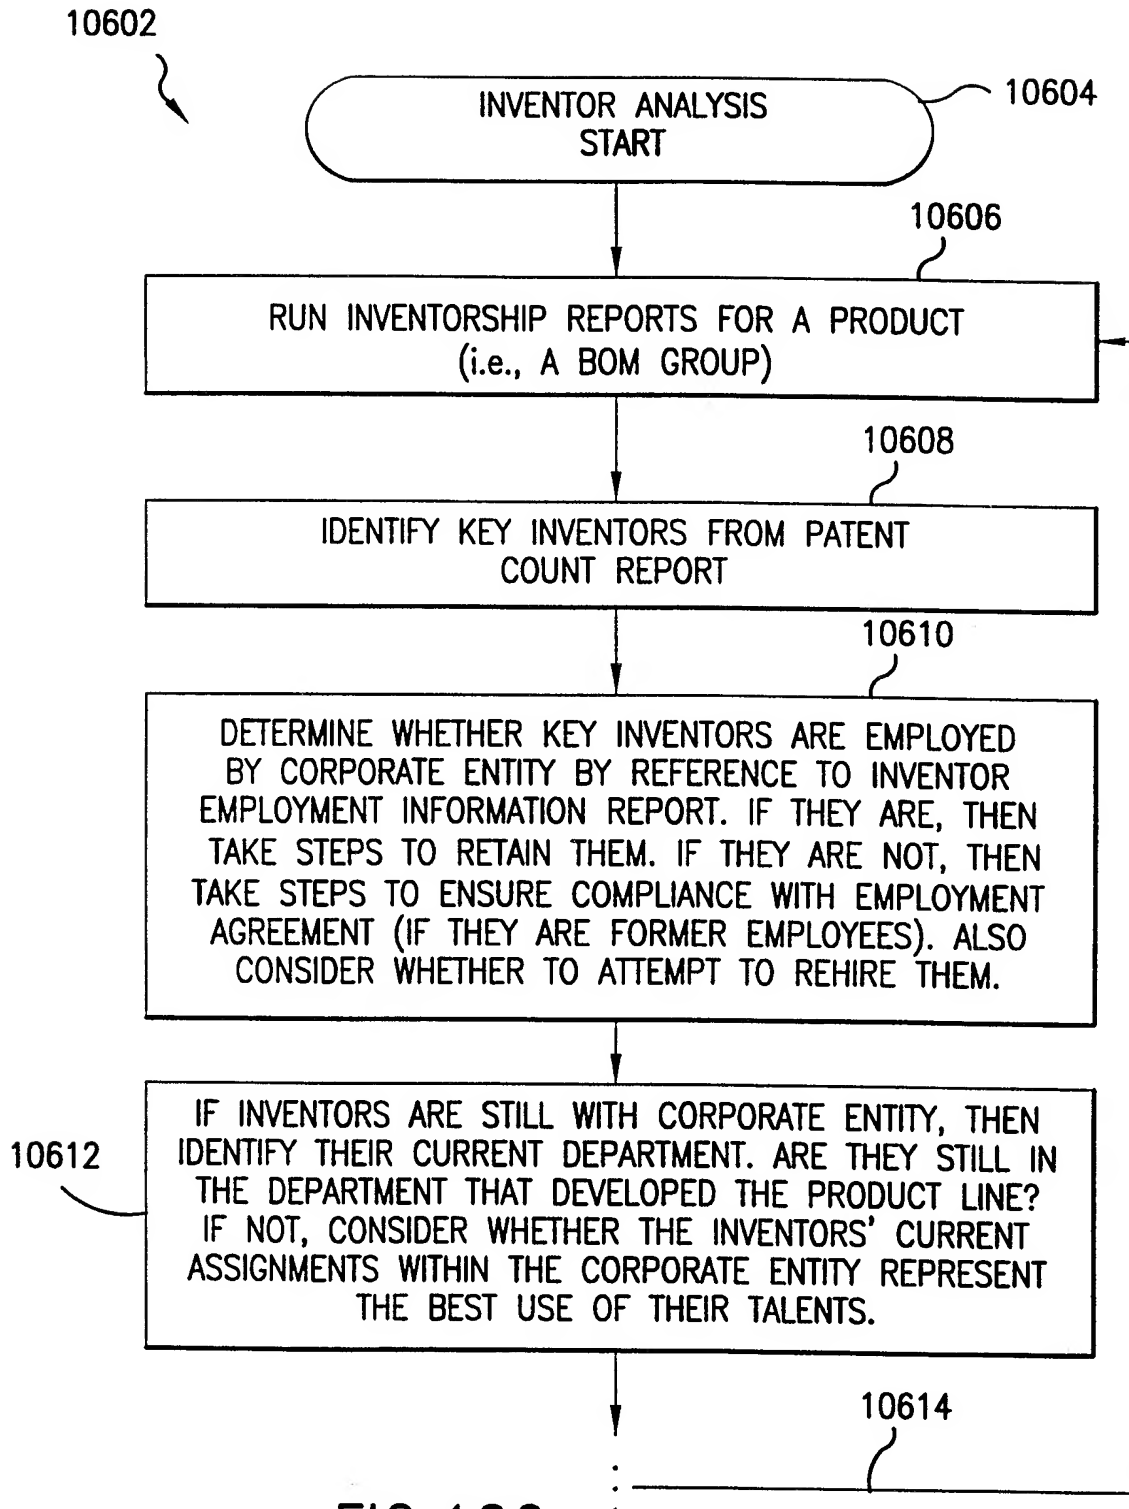 10602
INVENTOR ANALYSIS
START
10604
10606
RUN INVENTORSHIP REPORTS FOR A PRODUCT
(i.e., A BOM GROUP)
10608
IDENTIFY KEY INVENTORS FROM PATENT
COUNT REPORT
10610
DETERMINE WHETHER KEY INVENTORS ARE EMPLOYED
BY CORPORATE ENTITY BY REFERENCE TO INVENTOR
EMPLOYMENT INFORMATION REPORT. IF THEY ARE, THEN
TAKE STEPS TO RETAIN THEM. IF THEY ARE NOT, THEN
TAKE STEPS TO ENSURE COMPLIANCE WITH EMPLOYMENT
AGREEMENT (IF THEY ARE FORMER EMPLOYEES). ALSO
CONSIDER WHETHER TO ATTEMPT TO REHIRE THEM.
10612
IF INVENTORS ARE STILL WITH CORPORATE ENTITY, THEN
IDENTIFY THEIR CURRENT DEPARTMENT. ARE THEY STILL IN
THE DEPARTMENT THAT DEVELOPED THE PRODUCT LINE?
IF NOT, CONSIDER WHETHER THE INVENTORS' CURRENT
ASSIGNMENTS WITHIN THE CORPORATE ENTITY REPRESENT
THE BEST USE OF THEIR TALENTS.
10614